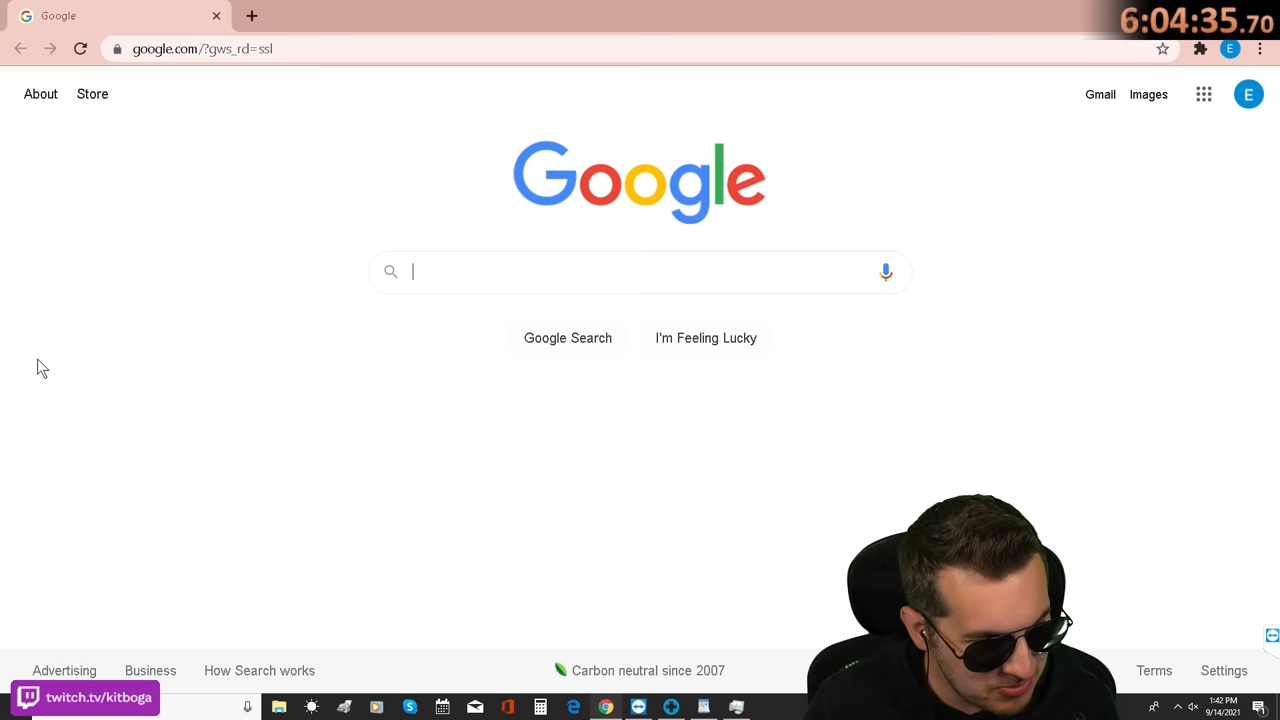 Google
6:04:35.70
google.com/?gws_rd=ssl
E
About Store
Gmail Images
E
Google
Google Search I'm Feeling Lucky
Advertising Business How Search works
Carbon neutral since 2007
Terms Settings
twitch.tv/kitboga
1:42 PM
9/14/2021
1